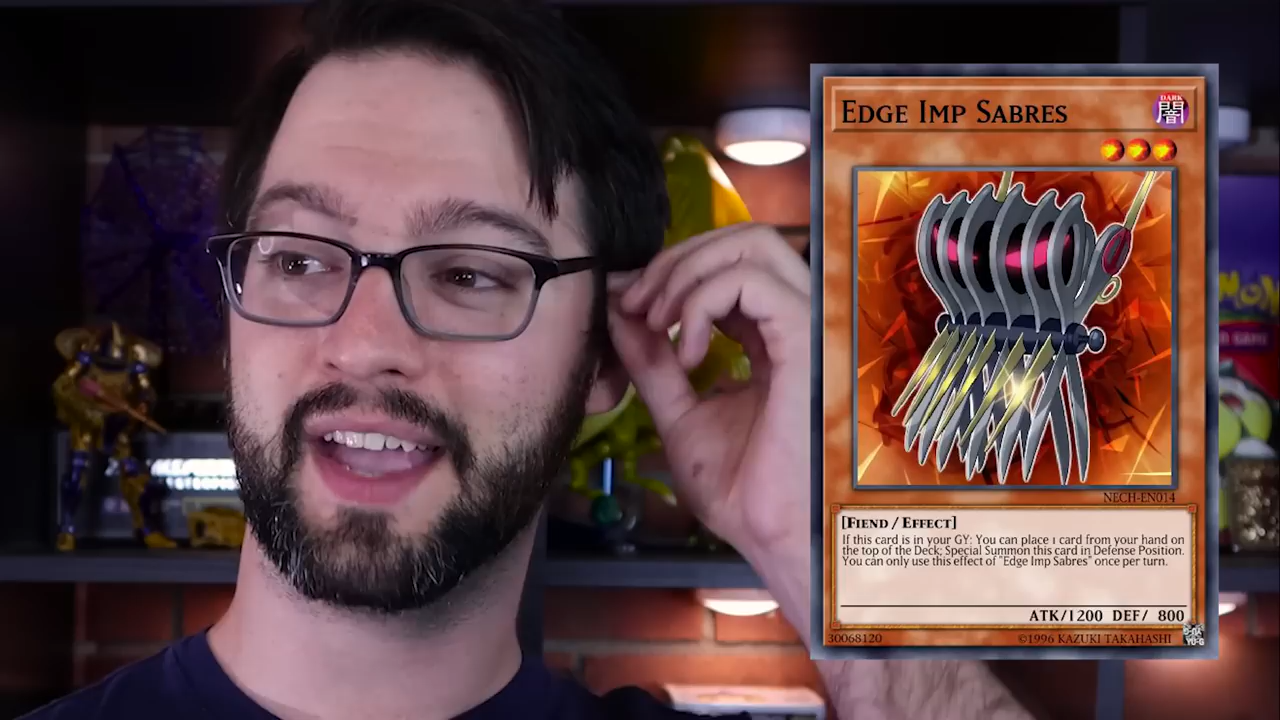 EDGE IMP SABRES
DARK
闇
NECH-EN014
[FIEND / EFFECT]
If this card is in your GY: You can place 1 card from your hand on
the top of the Deck; Special Summon this card in Defense Position.
You can only use this effect of "Edge Imp Sabres" once per turn.
ATK/1200 DEF/ 800
30068120
©1996 KAZUKI TAKAHASHI